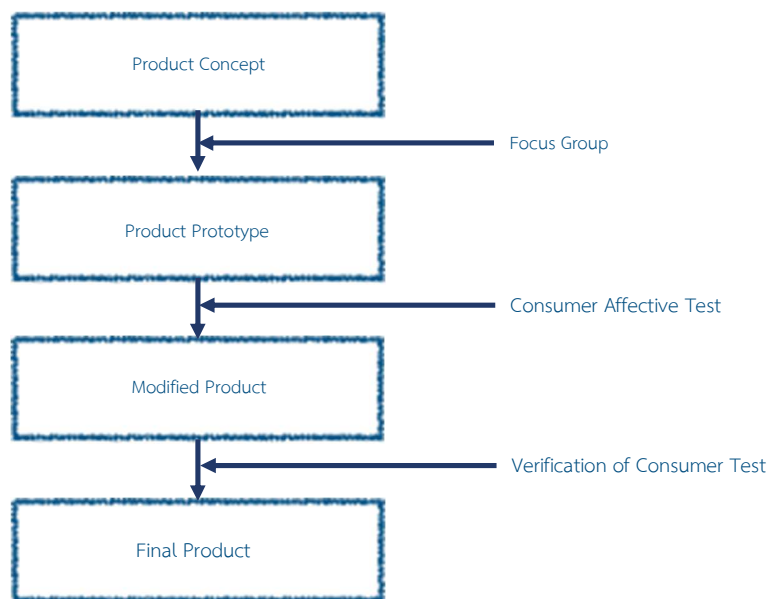 Product Concept
Focus Group
Product Prototype
Consumer Affective Test
Modified Product
Verification of Consumer Test
Final Product